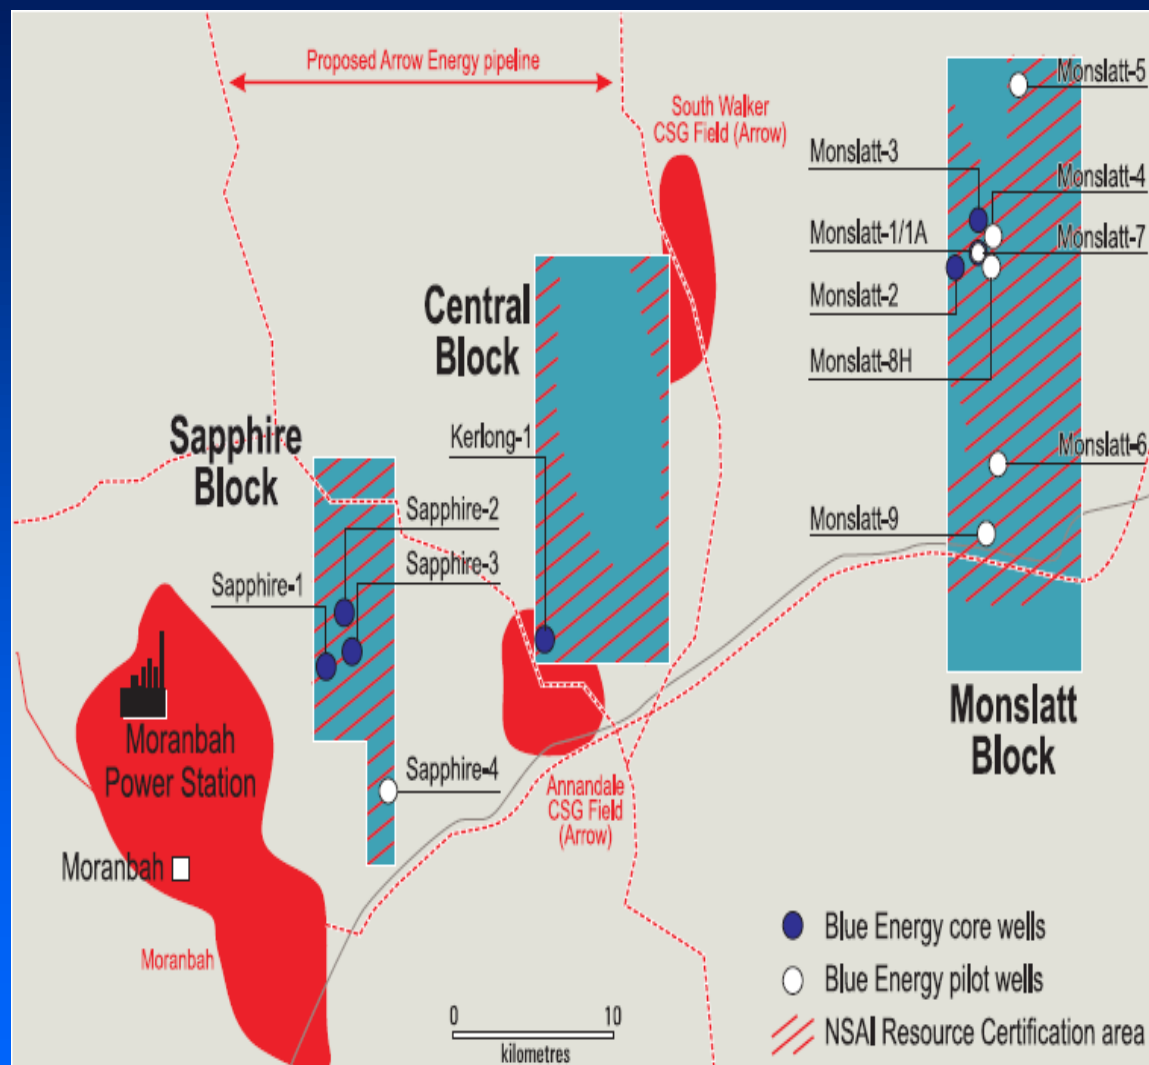 Proposed Arrow Energy pipeline
South Walker
CSG Field (Arrow)
Monslatt-5
Monslatt-3
Monslatt-4
Monslatt-1/1A
Monslatt-7
Monslatt-2
Monslatt-8H
Central
Block
Kerlong-1
Sapphire
Block
Monslatt-6
Sapphire-2
Monslatt-9
Sapphire-3
Sapphire-1
Monslatt
Block
Moranbah
Power Station
Sapphire-4
Annandale
CSG Field
(Arrow)
Moranbah
Moranbah
Blue Energy core wells
Blue Energy pilot wells
NSAI Resource Certification area
0 10
kilometres